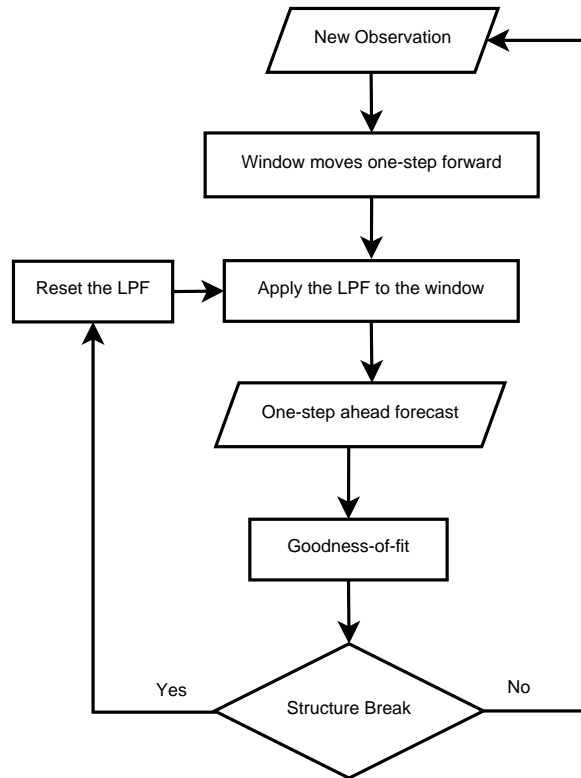 New Observation
Window moves one-step forward
Reset the LPF
Apply the LPF to the window
One-step ahead forecast
Goodness-of-fit
Yes
Structure Break
No